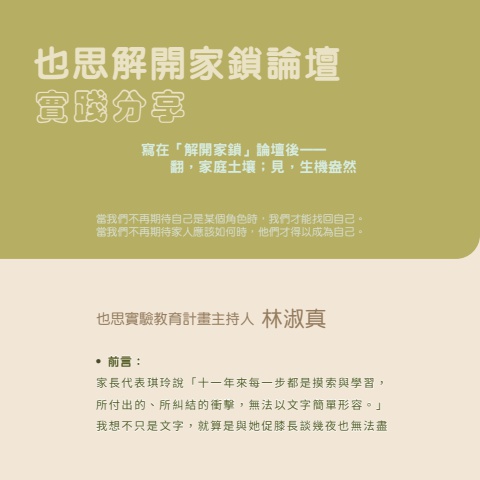 也思解開家鎖論壇
實踐分享
寫在「解開家鎖」論壇後——
翻，家庭土壤；見，生機盎然
當我們不再期待自己是某個角色時，我們才能找回自己。
當我們不再期待家人應該如何時，他們才得以成為自己。
也思實驗教育計畫主持人 林淑真
• 前言：
家長代表琪玲說「十一年來每一步都是摸索與學習，
所付出的、所糾結的衝擊，無法以文字簡單形容。」
我想不只是文字，就算是與她促膝長談幾夜也無法盡